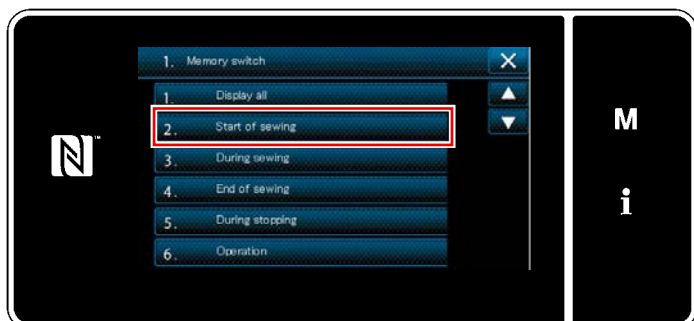 1. Memory switch
1. Display all
2. Start of sewing
3. During sewing
4. End of sewing
5. During stopping
6. Operation
M
i